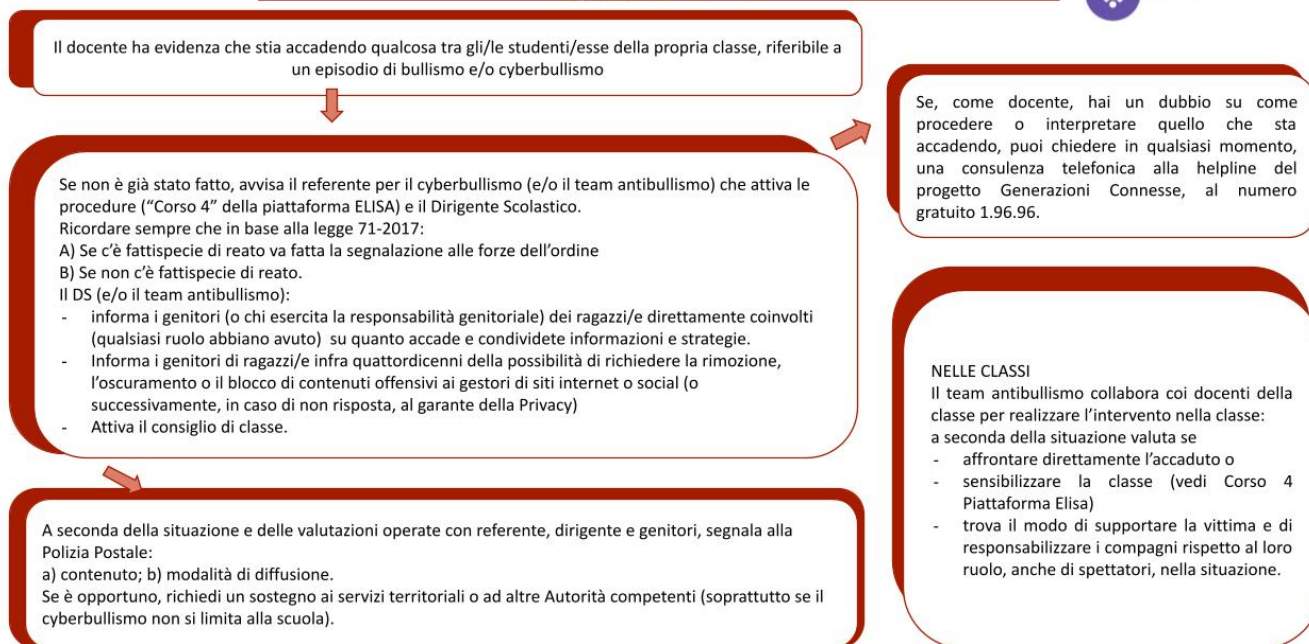 Il docente ha evidenza che stia accadendo qualcosa tra gli/le studenti/esse della propria classe, riferibile a
un episodio di bullismo e/o cyberbullismo
Se non è già stato fatto, avvisa il referente per il cyberbullismo (e/o il team antibullismo) che attiva le
procedure (“Corso 4” della piattaforma ELISA) e il Dirigente Scolastico.
Ricordare sempre che in base alla legge 71-2017:
A) Se c’è fattispecie di reato va fatta la segnalazione alle forze dell’ordine
B) Se non c’è fattispecie di reato.
Il DS (e/o il team antibullismo):
- informa i genitori (o chi esercita la responsabilità genitoriale) dei ragazzi/e direttamente coinvolti
(qualsiasi ruolo abbiano avuto) su quanto accade e condividete informazioni e strategie.
- Informa i genitori di ragazzi/e infra quattordicenni della possibilità di richiedere la rimozione,
l’oscuramento o il blocco di contenuti offensivi ai gestori di siti internet o social (o
successivamente, in caso di non risposta, al garante della Privacy)
- Attiva il consiglio di classe.
A seconda della situazione e delle valutazioni operate con referente, dirigente e genitori, segnala alla
Polizia Postale:
a) contenuto; b) modalità di diffusione.
Se è opportuno, richiedi un sostegno ai servizi territoriali o ad altre Autorità competenti (soprattutto se il
cyberbullismo non si limita alla scuola).
Se, come docente, hai un dubbio su come
procedere o interpretare quello che sta
accadendo, puoi chiedere in qualsiasi momento,
una consulenza telefonica alla helpline del
progetto Generazioni Connesse, al numero
gratuito 1.96.96.
NELLE CLASSI
Il team antibullismo collabora coi docenti della
classe per realizzare l’intervento nella classe:
a seconda della situazione valuta se
- affrontare direttamente l’accaduto o
- sensibilizzare la classe (vedi Corso 4
Piattaforma Elisa)
- trova il modo di supportare la vittima e di
responsabilizzare i compagni rispetto al loro
ruolo, anche di spettatori, nella situazione.